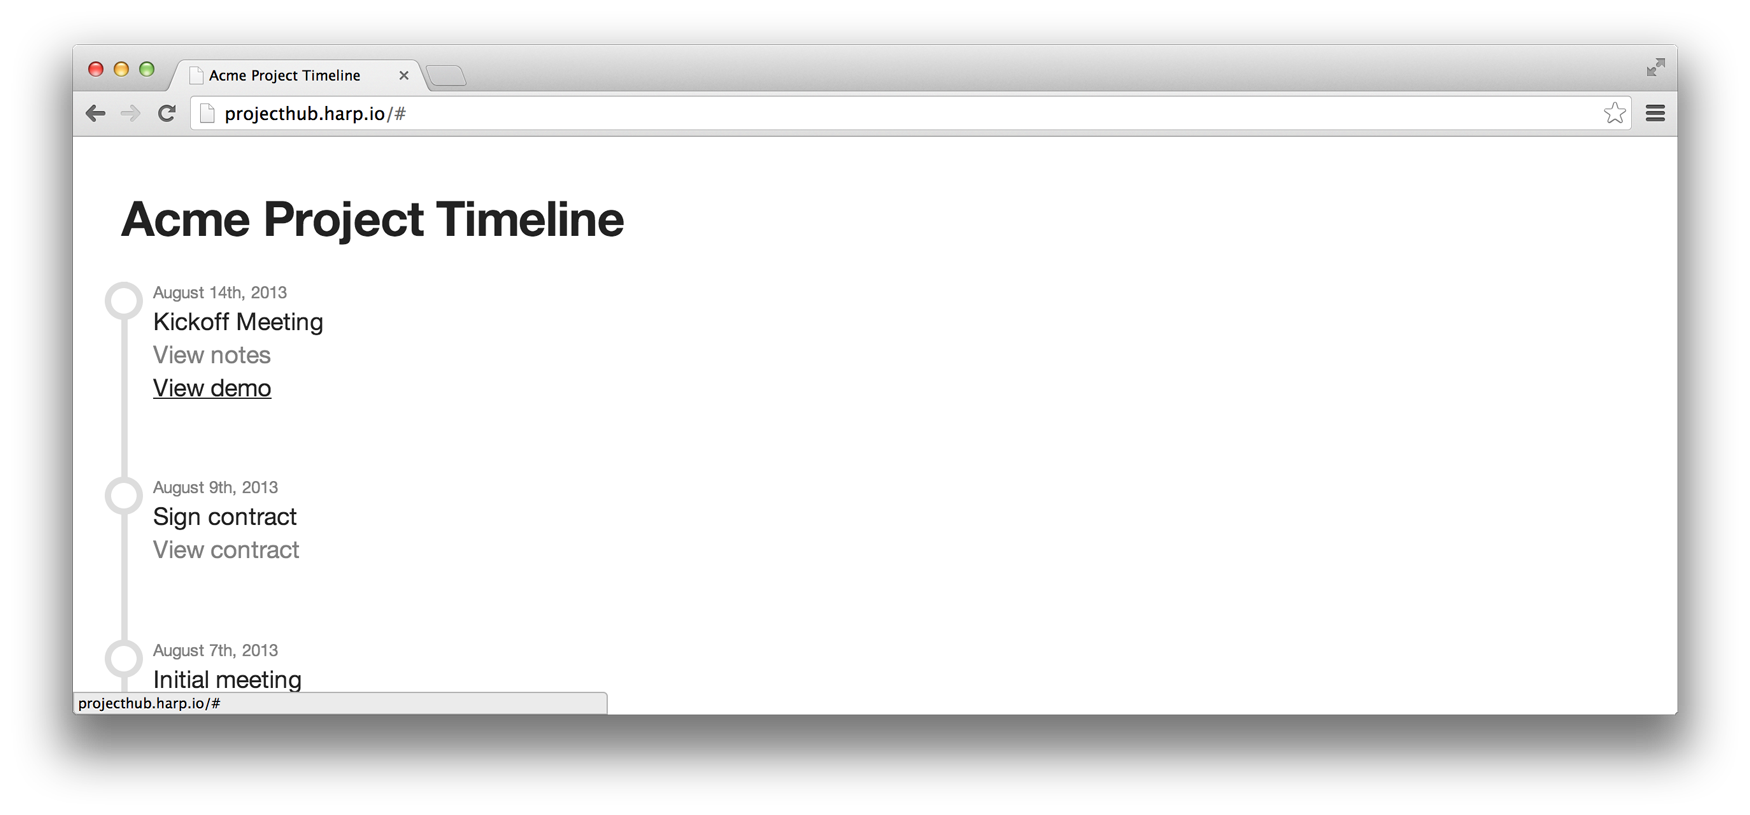 Acme Project Timeline
projecthub.harp.io/#
Acme Project Timeline
August 14th, 2013
Kickoff Meeting
View notes
View demo
August 9th, 2013
Sign contract
View contract
August 7th, 2013
Initial meeting
projecthub.harp.io/#